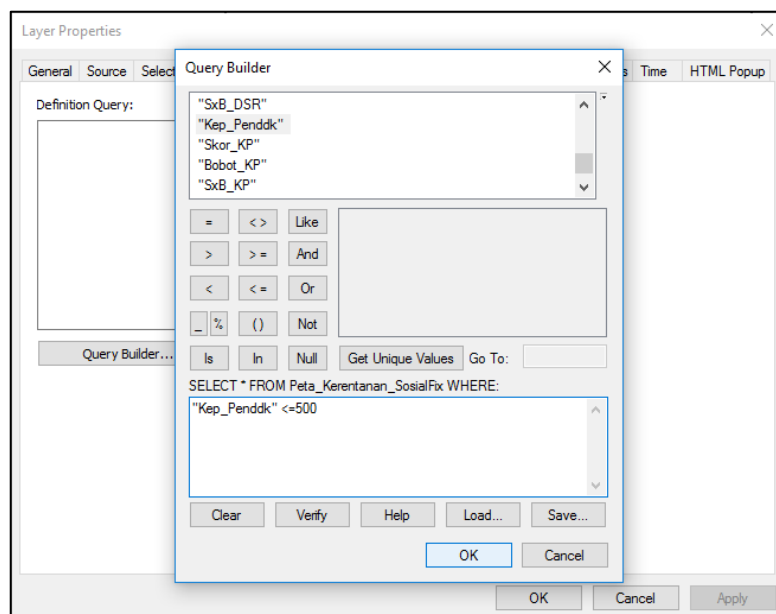 Layer Properties
General Source Select
Definition Query:
Query Builder...
Query Builder
"SxB_DSR"
"Kep_Penddk"
"Skor_KP"
"Bobot_KP"
"SxB_KP"
= < > Like
> > = And
< < = Or
_ % ( ) Not
Is In Null Get Unique Values Go To:
SELECT * FROM Peta_Kerentanan_SosialFix WHERE:
"Kep_Penddk" <=500
Clear Verify Help Load... Save...
OK Cancel
s Time HTML Popup
OK Cancel Apply